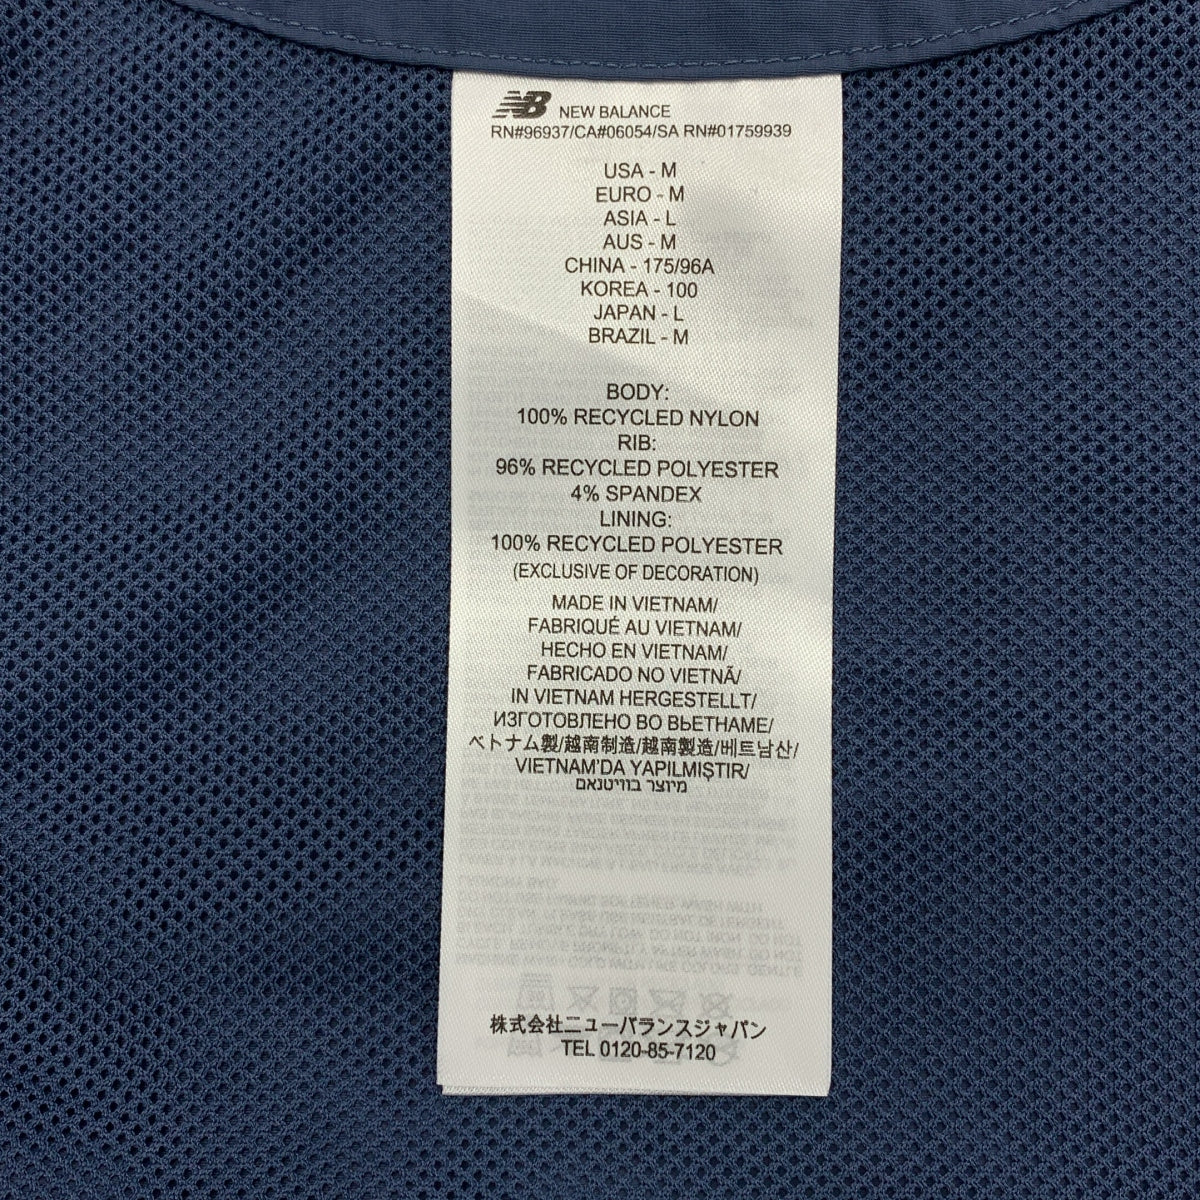 NB NEW BALANCE
RN#96937/CA#06054/SA RN#01759939
USA - M
EURO - M
ASIA - L
AUS - M
CHINA - 175/96A
KOREA - 100
JAPAN - L
BRAZIL - M
BODY:
100% RECYCLED NYLON
RIB:
96% RECYCLED POLYESTER
4% SPANDEX
LINING:
100% RECYCLED POLYESTER
(EXCLUSIVE OF DECORATION)
MADE IN VIETNAM/
FABRIQUÉ AU VIETNAM/
HECHO EN VIETNAM/
FABRICADO NO VIETNÃ/
IN VIETNAM HERGESTELLT/
ИЗГОТОВЛЕНО ВО ВЬЕТНАМЕ/
ベトナム製/越南制造/越南製造/베트남산/
VIETNAM'DA YAPILMIŞTIR/
מיוצר בוויטנאם
株式会社ニューバランスジャパン
TEL 0120-85-7120